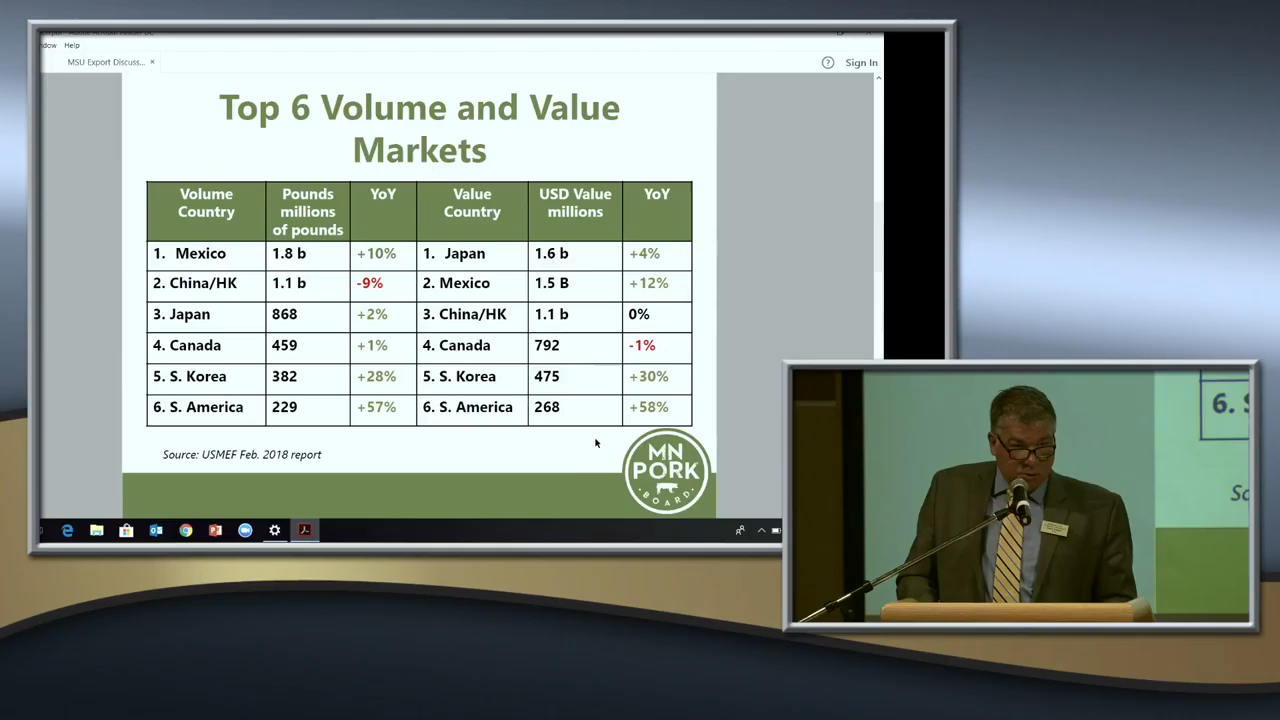 ndow Help
MSU Export Discuss... ×
? Sign In
Top 6 Volume and Value
Markets
Volume Country Pounds millions of pounds YoY Value Country USD Value millions YoY
1. Mexico 1.8 b +10% 1. Japan 1.6 b +4%
2. China/HK 1.1 b -9% 2. Mexico 1.5 B +12%
3. Japan 868 +2% 3. China/HK 1.1 b 0%
4. Canada 459 +1% 4. Canada 792 -1%
5. S. Korea 382 +28% 5. S. Korea 475 +30%
6. S. America 229 +57% 6. S. America 268 +58%
Source: USMEF Feb. 2018 report
MN
PORK
BOARD
6. S
So